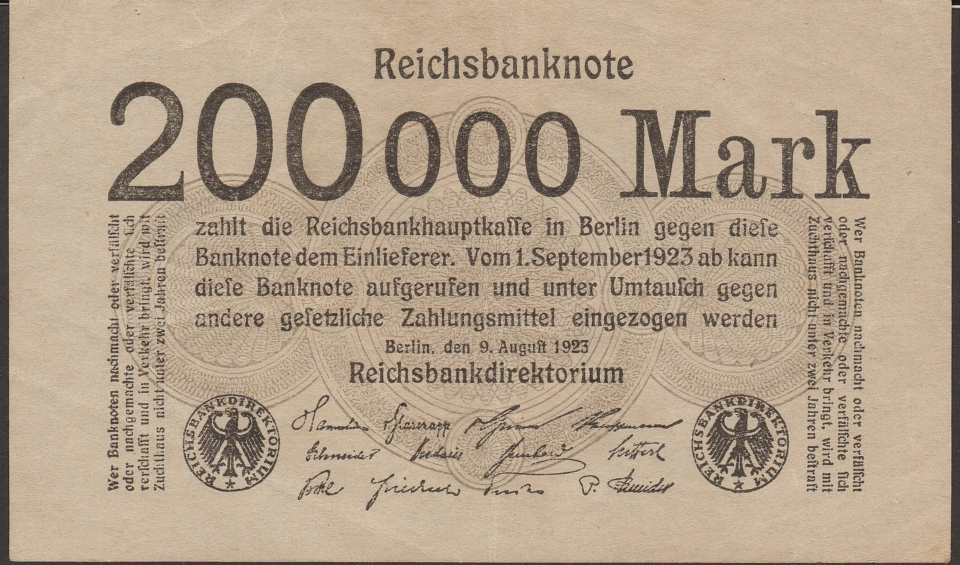 Reichsbanknote
200000 Mark
zahlt die Reichsbankhauptkaſſe in Berlin gegen dieſe
Banknote dem Einlieferer. Vom 1. September 1923 ab kann
dieſe Banknote aufgerufen und unter Umtauſch gegen
andere geſetzliche Zahlungsmittel eingezogen werden
Berlin, den 9. Auguſt 1923
Reichsbankdirektorium
Wer Banknoten nachmacht oder verfälſcht
oder nachgemachte oder verfälſchte ſich
verſchafft und in Verkehr bringt, wird mit
Zuchthaus nicht unter zwei Jahren beſtraft
Wer Banknoten nachmacht oder verfälſcht
oder nachgemachte oder verfälſchte ſich
verſchafft und in Verkehr bringt, wird mit
Zuchthaus nicht unter zwei Jahren beſtraft
REICHSBANKDIREKTORIUM
REICHSBANKDIREKTORIUM
Schneider
P. Schneider